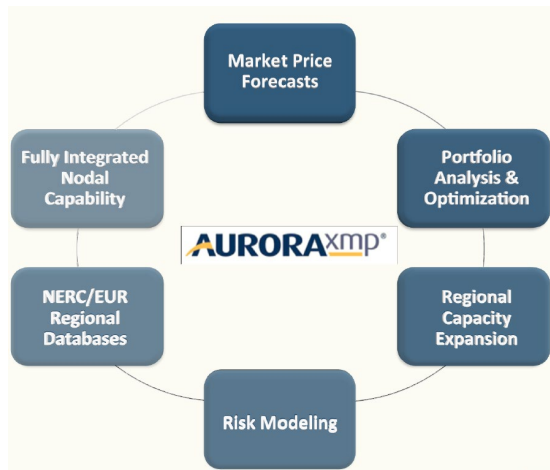 Market Price
Forecasts
Portfolio
Analysis &
Optimization
Regional
Capacity
Expansion
Risk Modeling
NERC/EUR
Regional
Databases
Fully Integrated
Nodal
Capability
AURORAxmp®